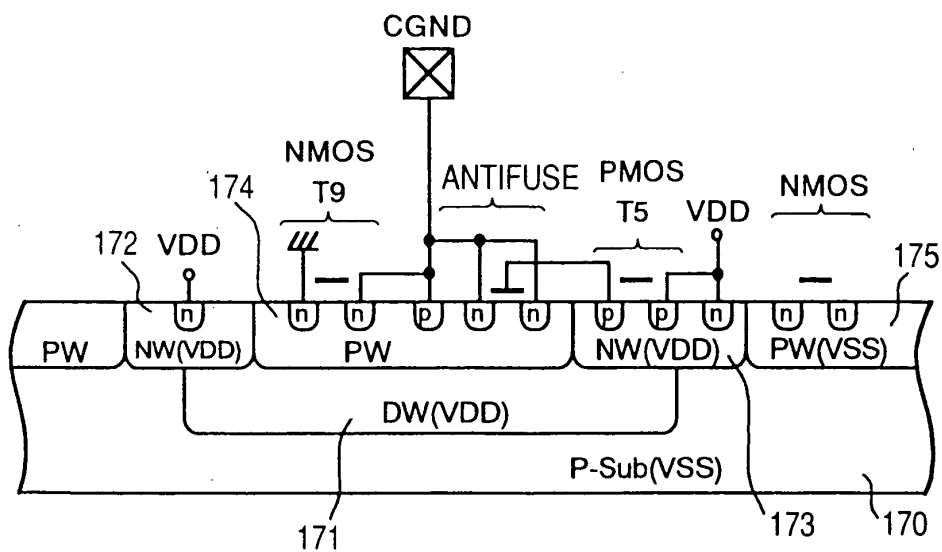 CGND
NMOS
T9
ANTIFUSE
PMOS
T5
VDD
NMOS
174
172
VDD
175
n
n
n
p
n
n
p
p
n
n
n
PW
NW(VDD)
PW
NW(VDD)
PW(VSS)
DW(VDD)
P-Sub(VSS)
171
173
170